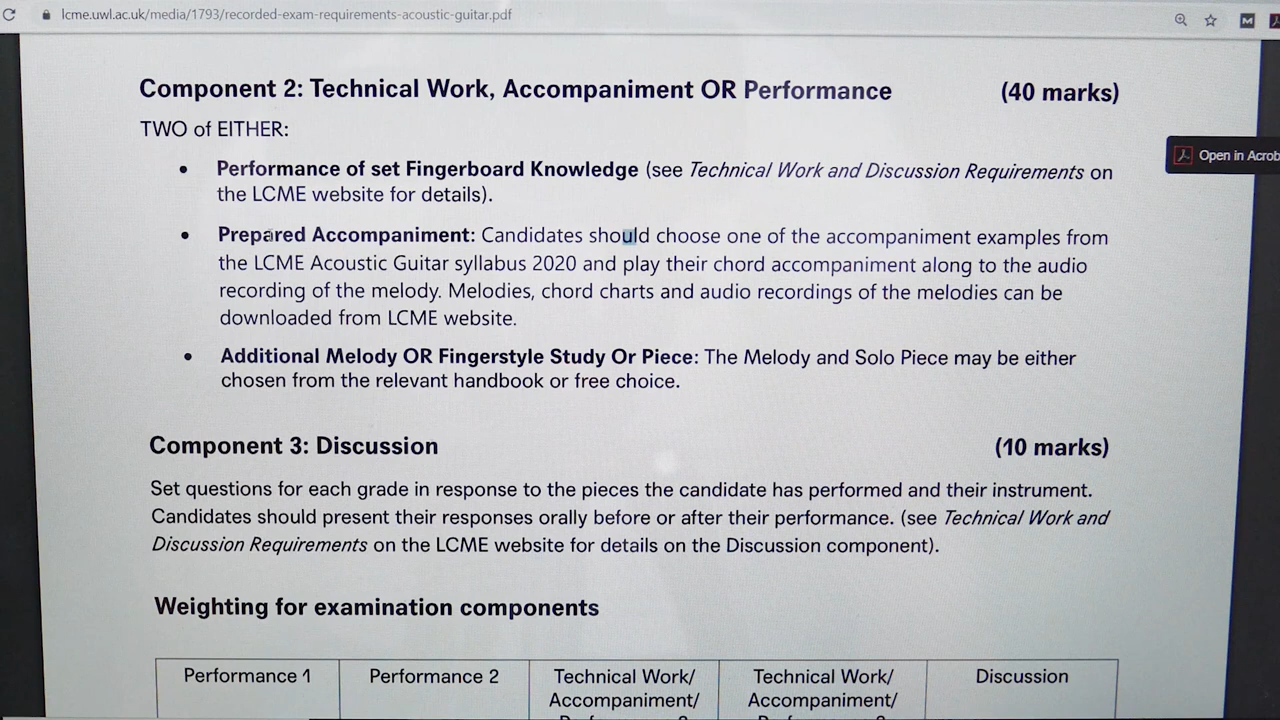 lcme.uwl.ac.uk/media/1793/recorded-exam-requirements-acoustic-guitar.pdf
Component 2: Technical Work, Accompaniment OR Performance (40 marks)
TWO of EITHER:
Open in Acrob
• Performance of set Fingerboard Knowledge (see Technical Work and Discussion Requirements on
the LCME website for details).
• Prepared Accompaniment: Candidates should choose one of the accompaniment examples from
the LCME Acoustic Guitar syllabus 2020 and play their chord accompaniment along to the audio
recording of the melody. Melodies, chord charts and audio recordings of the melodies can be
downloaded from LCME website.
• Additional Melody OR Fingerstyle Study Or Piece: The Melody and Solo Piece may be either
chosen from the relevant handbook or free choice.
Component 3: Discussion (10 marks)
Set questions for each grade in response to the pieces the candidate has performed and their instrument.
Candidates should present their responses orally before or after their performance. (see Technical Work and
Discussion Requirements on the LCME website for details on the Discussion component).
Weighting for examination components
Performance 1 Performance 2 Technical Work/ Technical Work/ Discussion
Accompaniment/ Accompaniment/